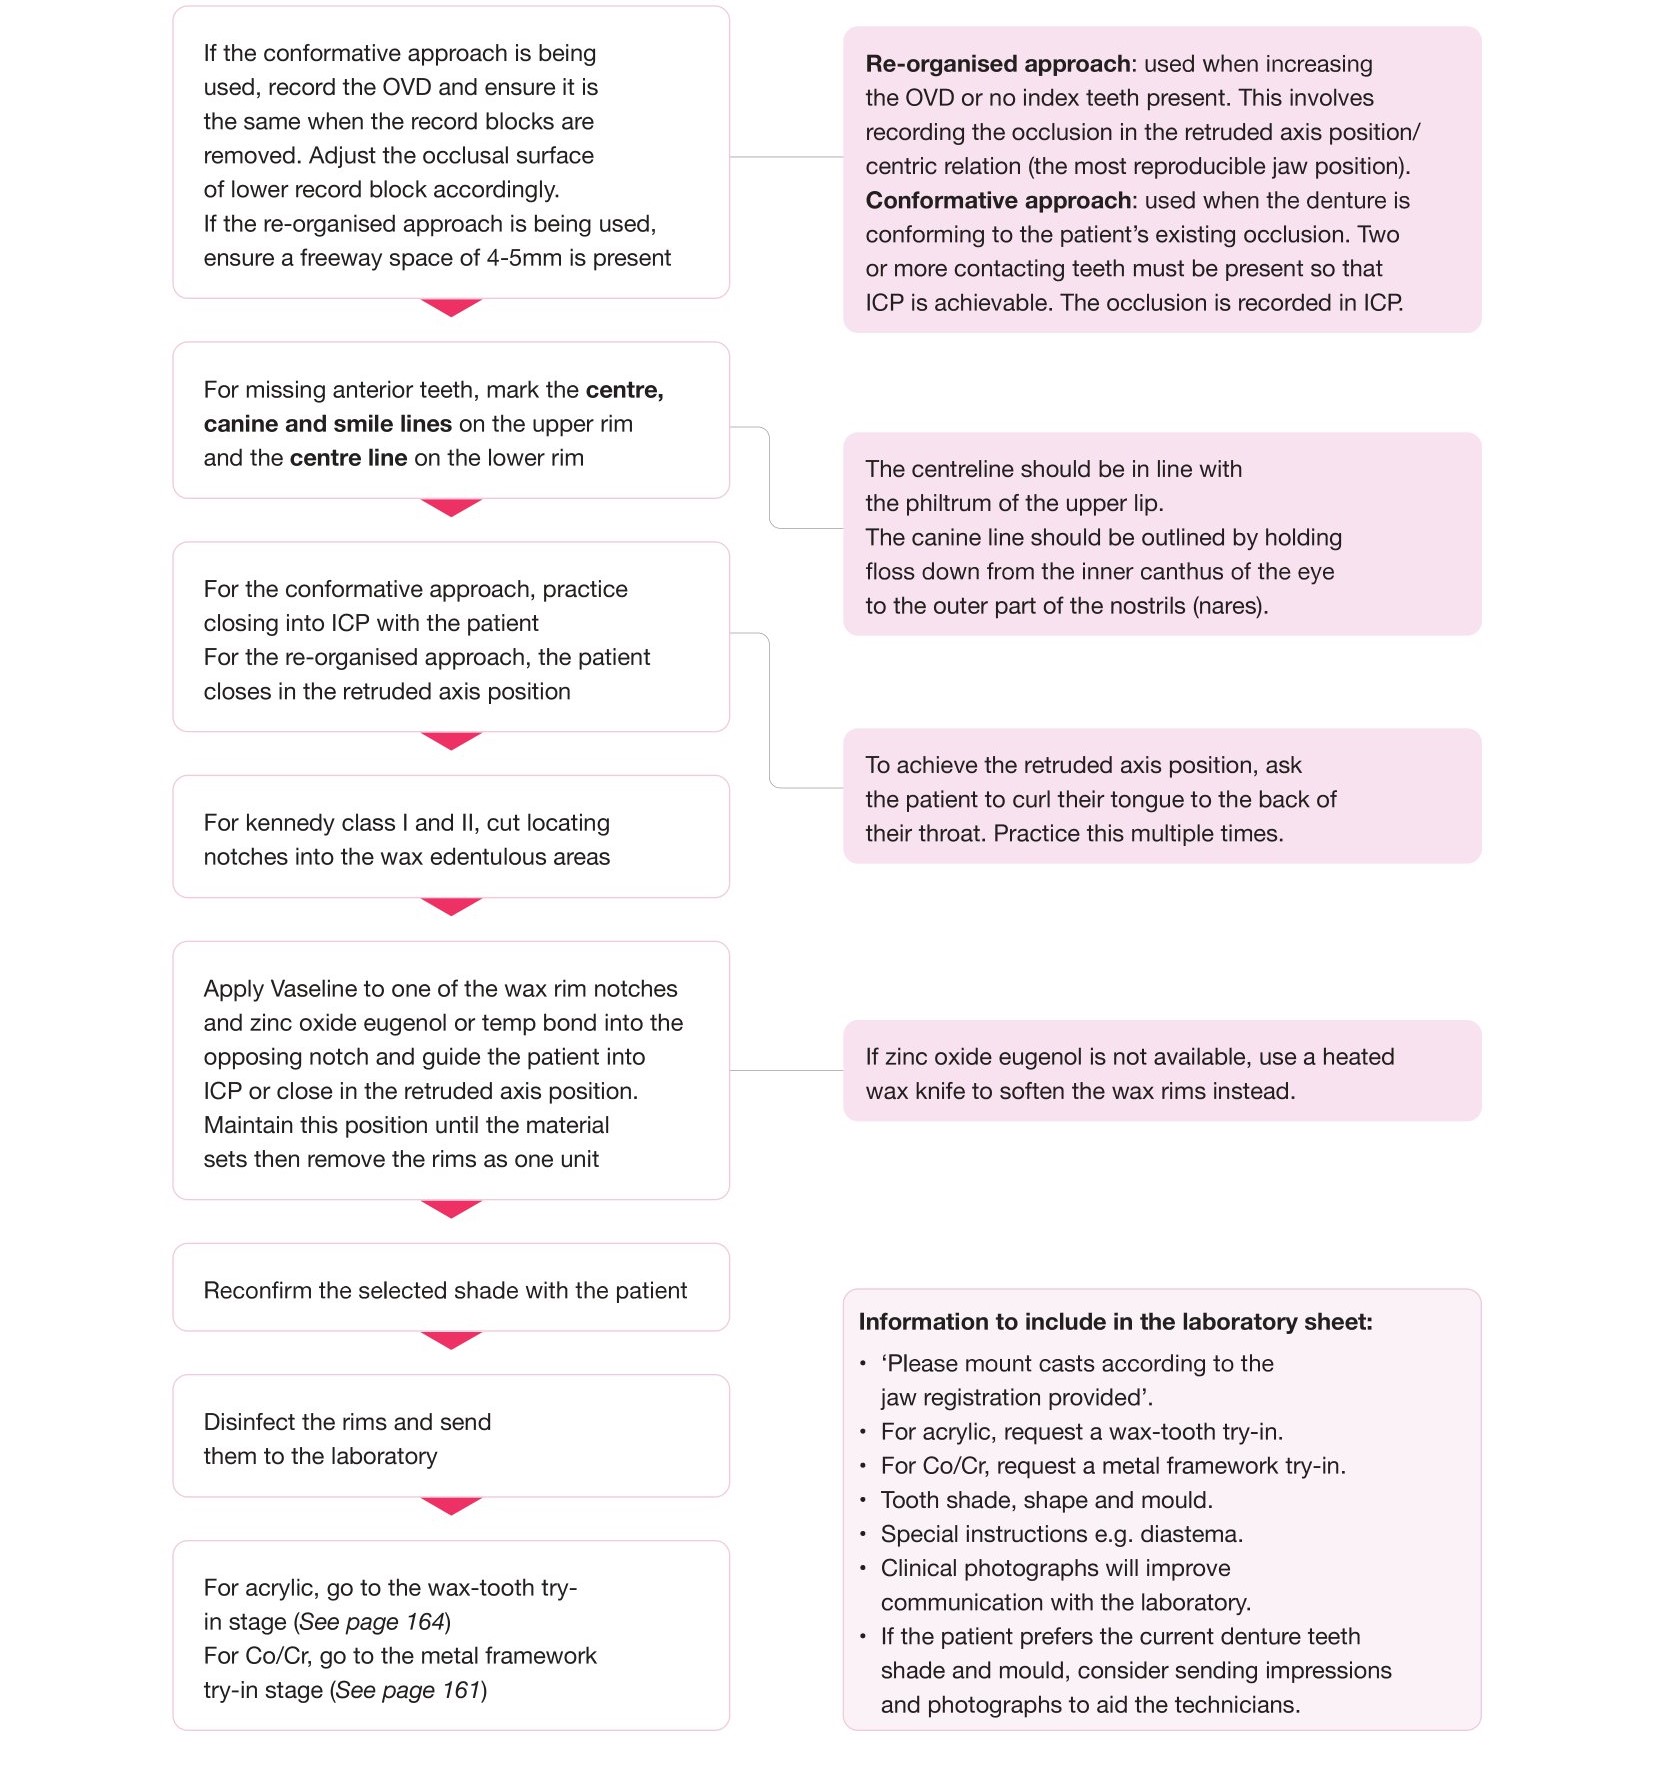 If the conformative approach is being
used, record the OVD and ensure it is
the same when the record blocks are
removed. Adjust the occlusal surface
of lower record block accordingly.
If the re-organised approach is being used,
ensure a freeway space of 4-5mm is present
Re-organised approach: used when increasing
the OVD or no index teeth present. This involves
recording the occlusion in the retruded axis position/
centric relation (the most reproducible jaw position).
Conformative approach: used when the denture is
conforming to the patient’s existing occlusion. Two
or more contacting teeth must be present so that
ICP is achievable. The occlusion is recorded in ICP.
For missing anterior teeth, mark the centre,
canine and smile lines on the upper rim
and the centre line on the lower rim
The centreline should be in line with
the philtrum of the upper lip.
The canine line should be outlined by holding
floss down from the inner canthus of the eye
to the outer part of the nostrils (nares).
For the conformative approach, practice
closing into ICP with the patient
For the re-organised approach, the patient
closes in the retruded axis position
To achieve the retruded axis position, ask
the patient to curl their tongue to the back of
their throat. Practice this multiple times.
For kennedy class I and II, cut locating
notches into the wax edentulous areas
Apply Vaseline to one of the wax rim notches
and zinc oxide eugenol or temp bond into the
opposing notch and guide the patient into
ICP or close in the retruded axis position.
Maintain this position until the material
sets then remove the rims as one unit
If zinc oxide eugenol is not available, use a heated
wax knife to soften the wax rims instead.
Reconfirm the selected shade with the patient
Disinfect the rims and send
them to the laboratory
For acrylic, go to the wax-tooth try-
in stage (See page 164)
For Co/Cr, go to the metal framework
try-in stage (See page 161)
Information to include in the laboratory sheet:
• ‘Please mount casts according to the
jaw registration provided’.
• For acrylic, request a wax-tooth try-in.
• For Co/Cr, request a metal framework try-in.
• Tooth shade, shape and mould.
• Special instructions e.g. diastema.
• Clinical photographs will improve
communication with the laboratory.
• If the patient prefers the current denture teeth
shade and mould, consider sending impressions
and photographs to aid the technicians.